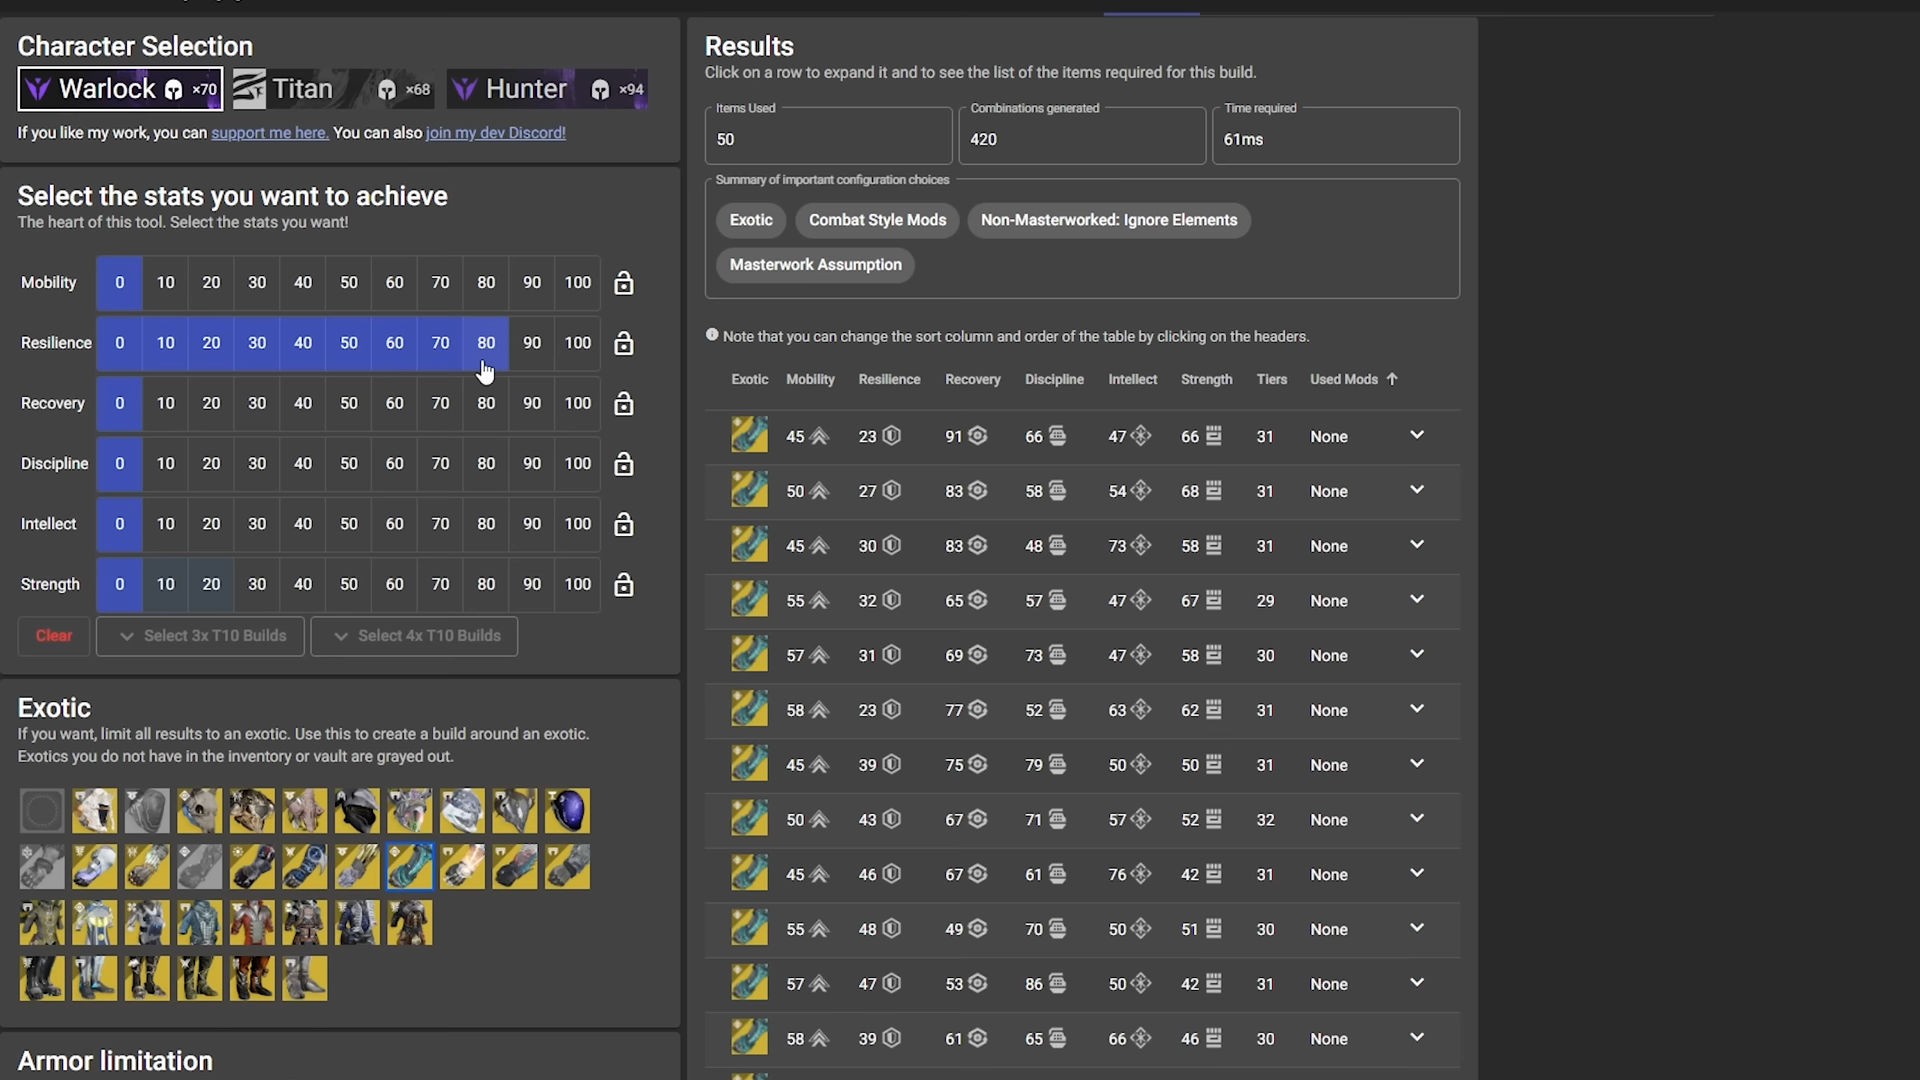 Character Selection
Warlock ×70 Titan ×68 Hunter ×94
If you like my work, you can support me here. You can also join my dev Discord!
Select the stats you want to achieve
The heart of this tool. Select the stats you want!
Mobility 0 10 20 30 40 50 60 70 80 90 100
Resilience 0 10 20 30 40 50 60 70 80 90 100
Recovery 0 10 20 30 40 50 60 70 80 90 100
Discipline 0 10 20 30 40 50 60 70 80 90 100
Intellect 0 10 20 30 40 50 60 70 80 90 100
Strength 0 10 20 30 40 50 60 70 80 90 100
Clear Select 3x T10 Builds Select 4x T10 Builds
Exotic
If you want, limit all results to an exotic. Use this to create a build around an exotic.
Exotics you do not have in the inventory or vault are grayed out.
Armor limitation
Results
Click on a row to expand it and to see the list of the items required for this build.
Items Used Combinations generated Time required
50 420 61ms
Summary of important configuration choices
Exotic Combat Style Mods Non-Masterworked: Ignore Elements
Masterwork Assumption
Note that you can change the sort column and order of the table by clicking on the headers.
Exotic Mobility Resilience Recovery Discipline Intellect Strength Tiers Used Mods
45 23 91 66 47 66 31 None
50 27 83 58 54 68 31 None
45 30 83 48 73 58 31 None
55 32 65 57 47 67 29 None
57 31 69 73 47 58 30 None
58 23 77 52 63 62 31 None
45 39 75 79 50 50 31 None
50 43 67 71 57 52 32 None
45 46 67 61 76 42 31 None
55 48 49 70 50 51 30 None
57 47 53 86 50 42 31 None
58 39 61 65 66 46 30 None